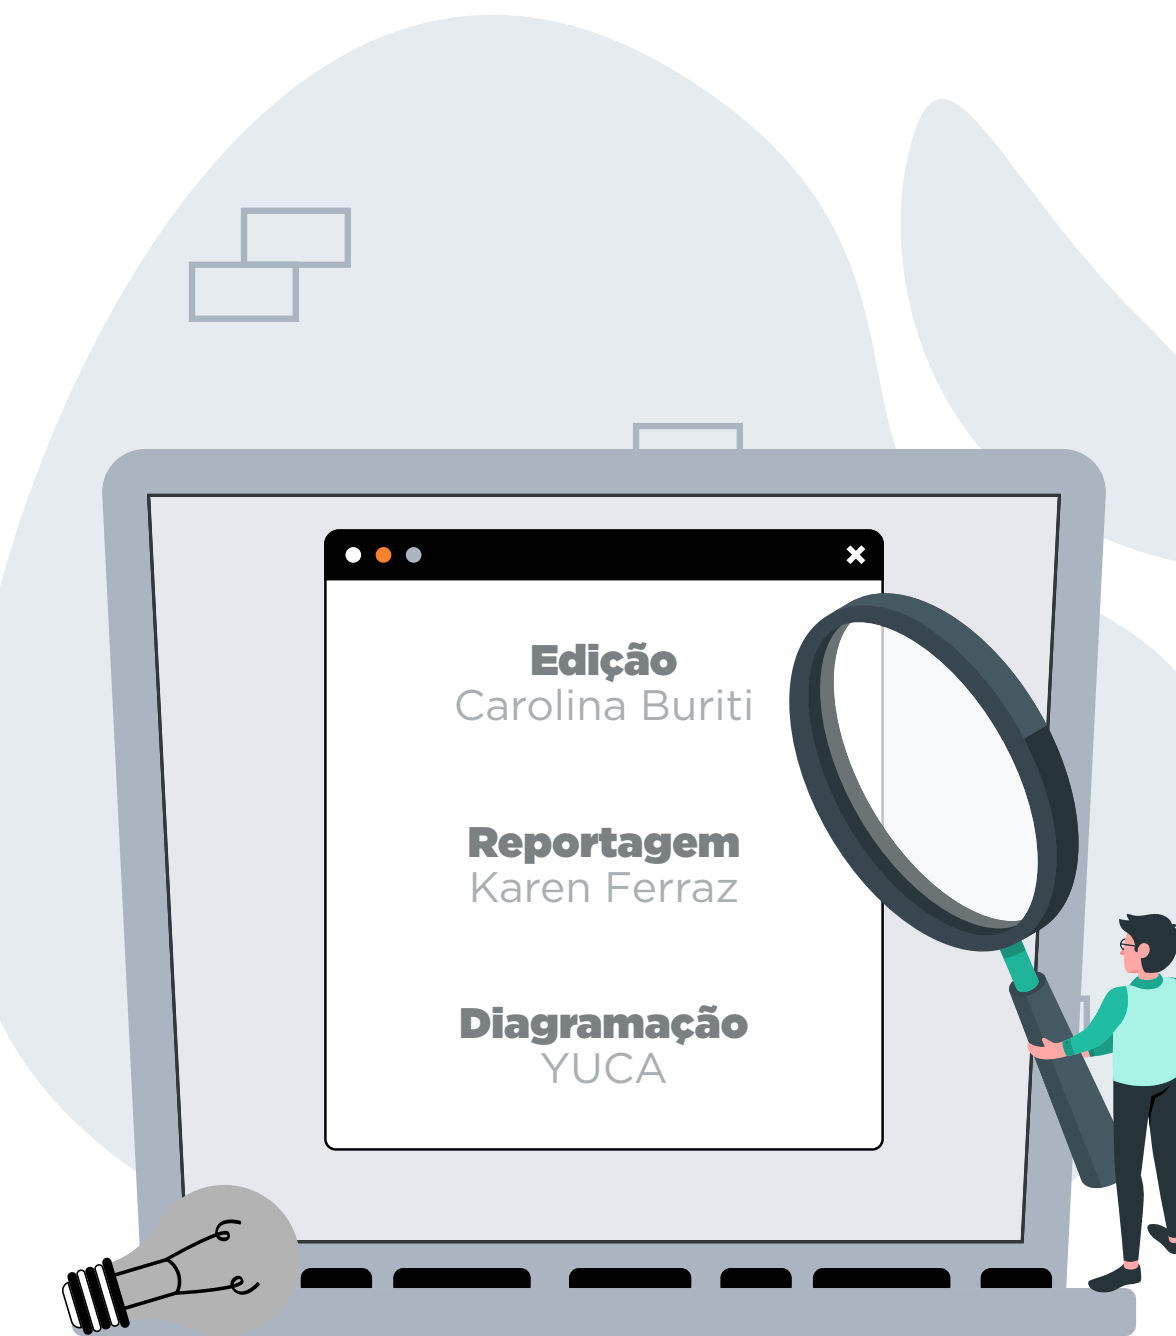 Edição
Carolina Buriti
Reportagem
Karen Ferraz
Diagramação
YUCA